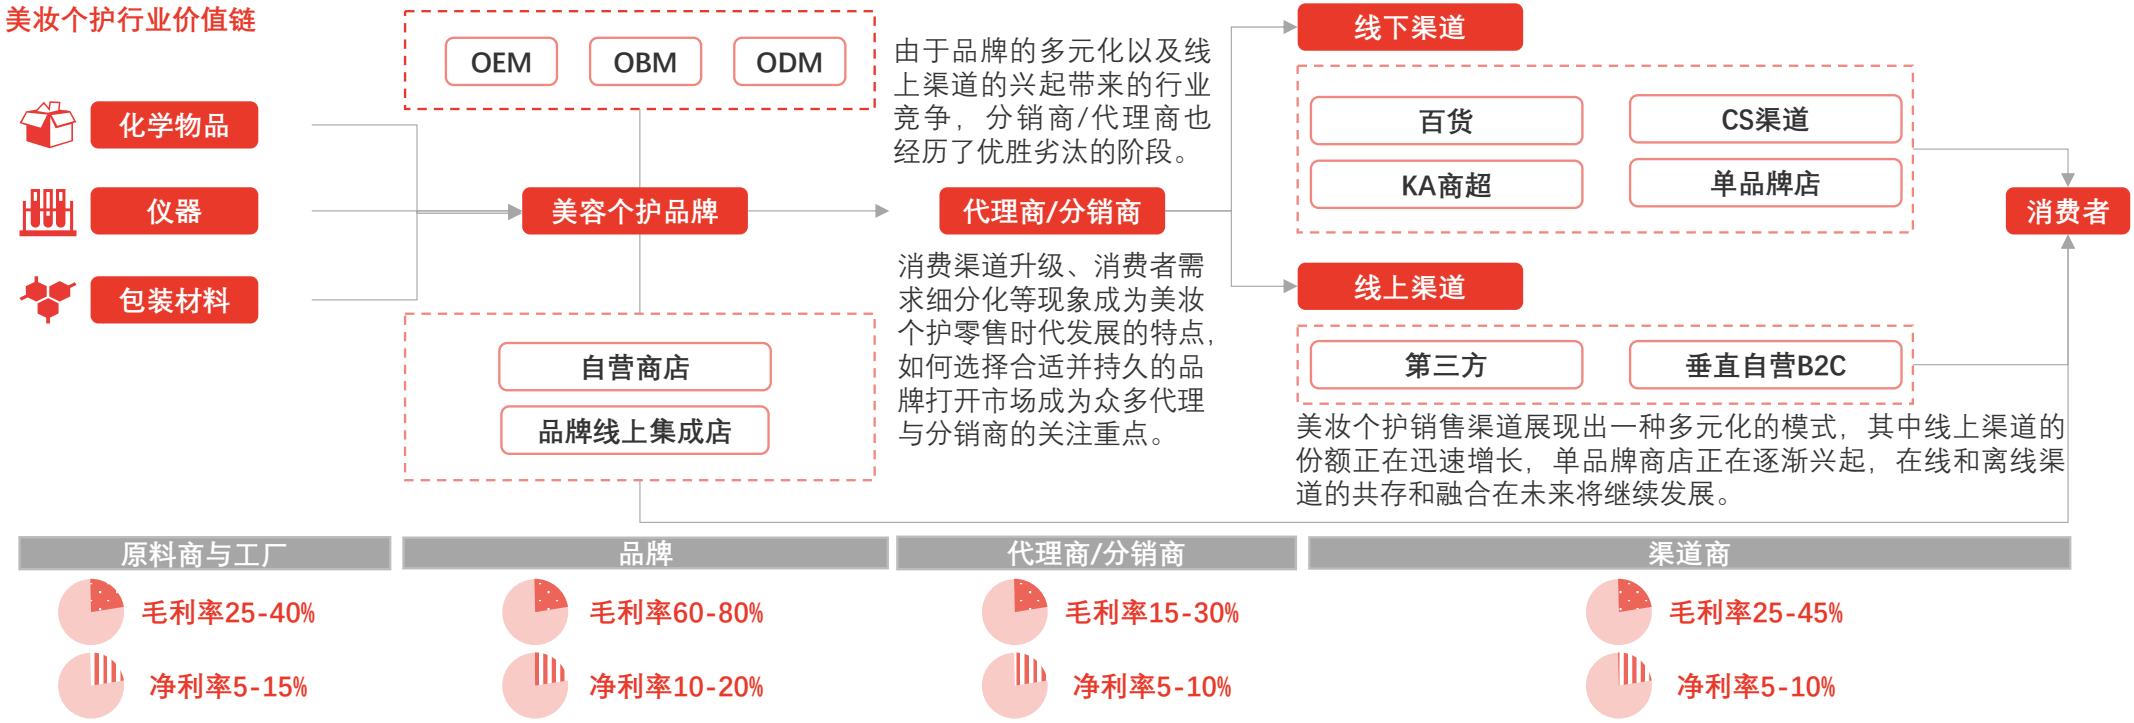 美妆个护行业价值链
化学物品
仪器
包装材料
OEM
OBM
ODM
美容个护品牌
自营商店
品牌线上集成店
由于品牌的多元化以及线
上渠道的兴起带来的行业
竞争，分销商/代理商也
经历了优胜劣汰的阶段。
代理商/分销商
消费渠道升级、消费者需
求细分化等现象成为美妆
个护零售时代发展的特点，
如何选择合适并持久的品
牌打开市场成为众多代理
与分销商的关注重点。
线下渠道
百货
CS渠道
KA商超
单品牌店
线上渠道
第三方
垂直自营B2C
美妆个护销售渠道展现出一种多元化的模式，其中线上渠道的
份额正在迅速增长，单品牌商店正在逐渐兴起，在线和离线渠
道的共存和融合在未来将继续发展。
消费者
原料商与工厂
毛利率25-40%
净利率5-15%
品牌
毛利率60-80%
净利率10-20%
代理商/分销商
毛利率15-30%
净利率5-10%
渠道商
毛利率25-45%
净利率5-10%